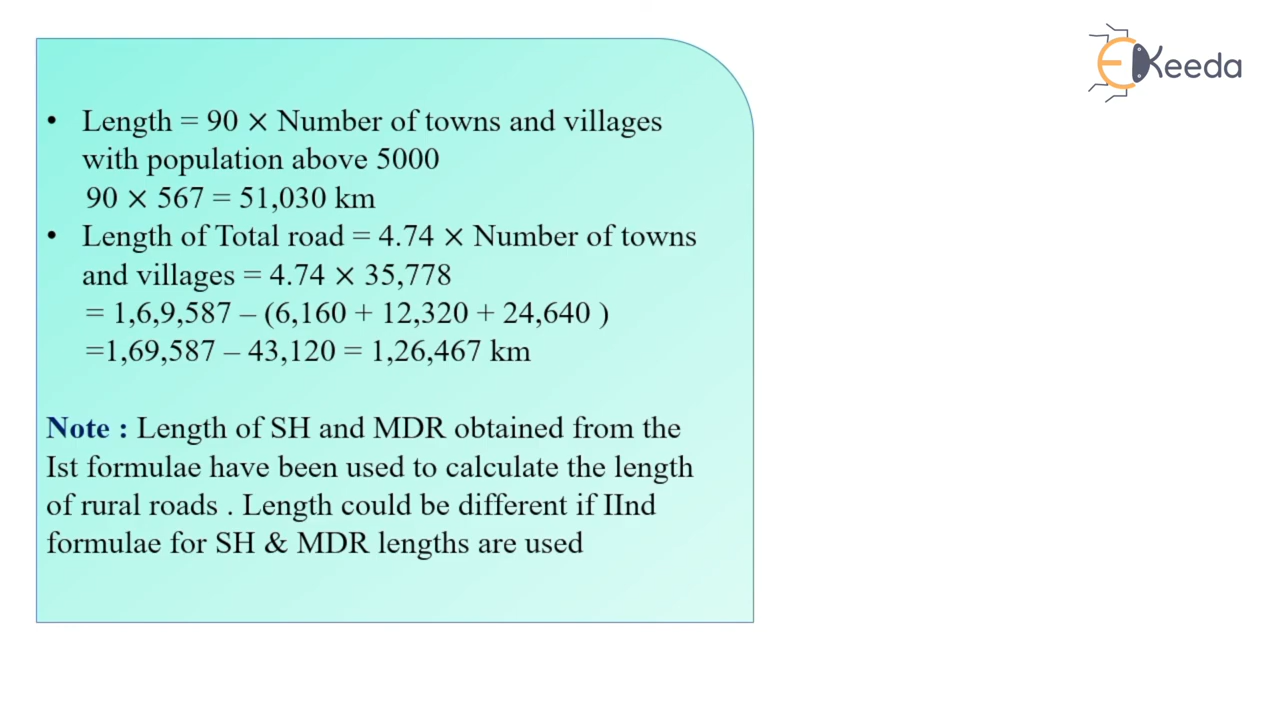 Keeda
• Length = 90 × Number of towns and villages
with population above 5000
90 × 567 = 51,030 km
• Length of Total road = 4.74 × Number of towns
and villages = 4.74 × 35,778
= 1,6,9,587 – (6,160 + 12,320 + 24,640 )
=1,69,587 – 43,120 = 1,26,467 km
Note : Length of SH and MDR obtained from the
Ist formulae have been used to calculate the length
of rural roads . Length could be different if IInd
formulae for SH & MDR lengths are used